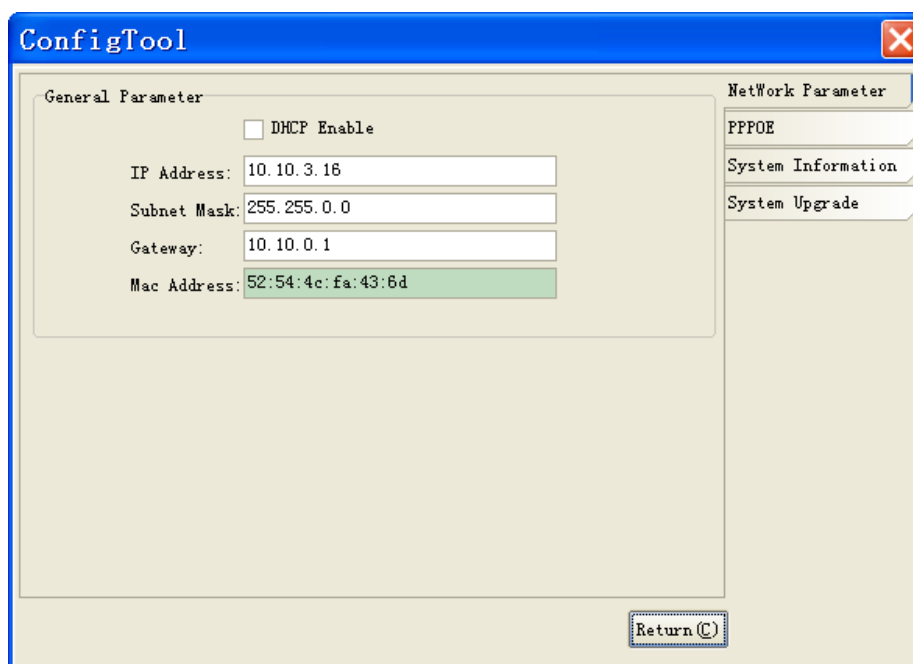 ConfigTool
General Parameter
DHCP Enable
IP Address: 10.10.3.16
Subnet Mask: 255.255.0.0
Gateway: 10.10.0.1
Mac Address: 52:54:4c:fa:43:6d
NetWork Parameter
PPPOE
System Information
System Upgrade
Return(C)